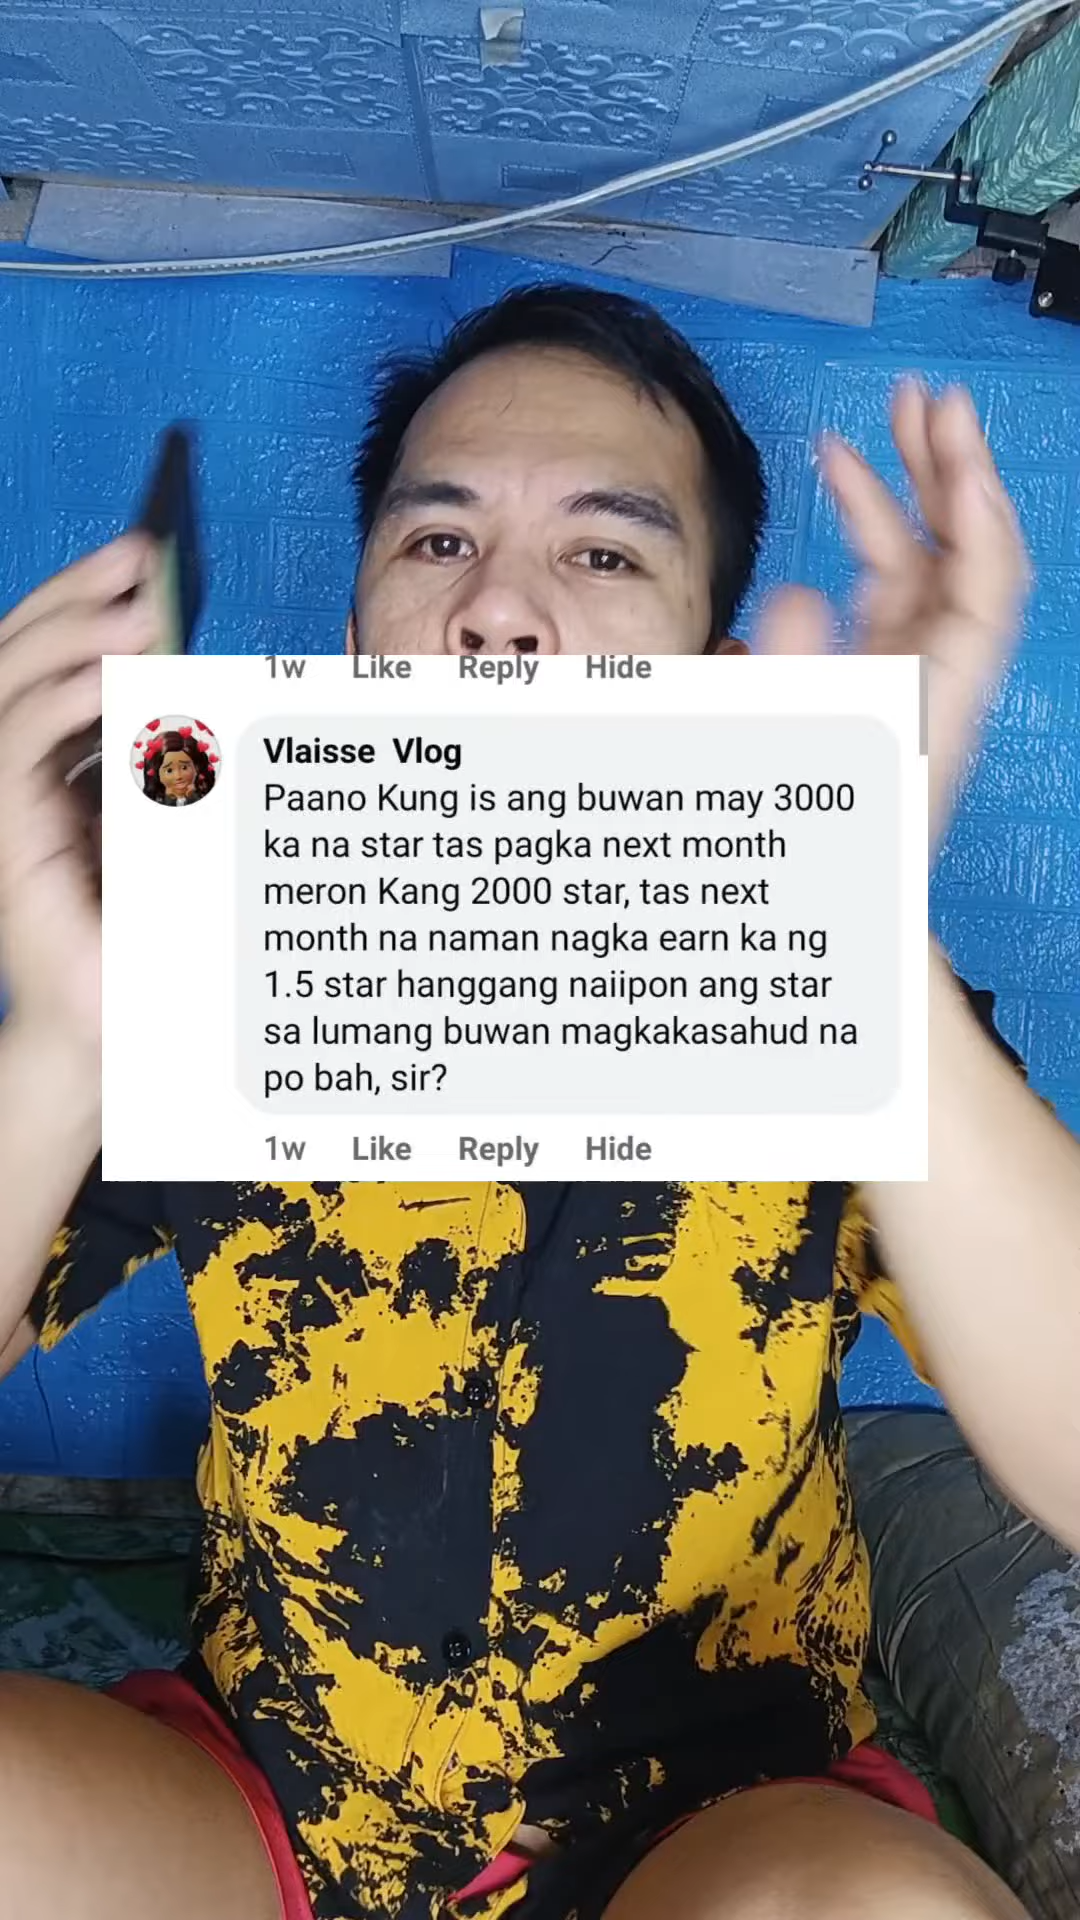 1w Like Reply Hide
Vlaisse Vlog
Paano Kung is ang buwan may 3000
ka na star tas pagka next month
meron Kang 2000 star, tas next
month na naman nagka earn ka ng
1.5 star hanggang naiipon ang star
sa lumang buwan magkakasahud na
po bah, sir?
1w Like Reply Hide